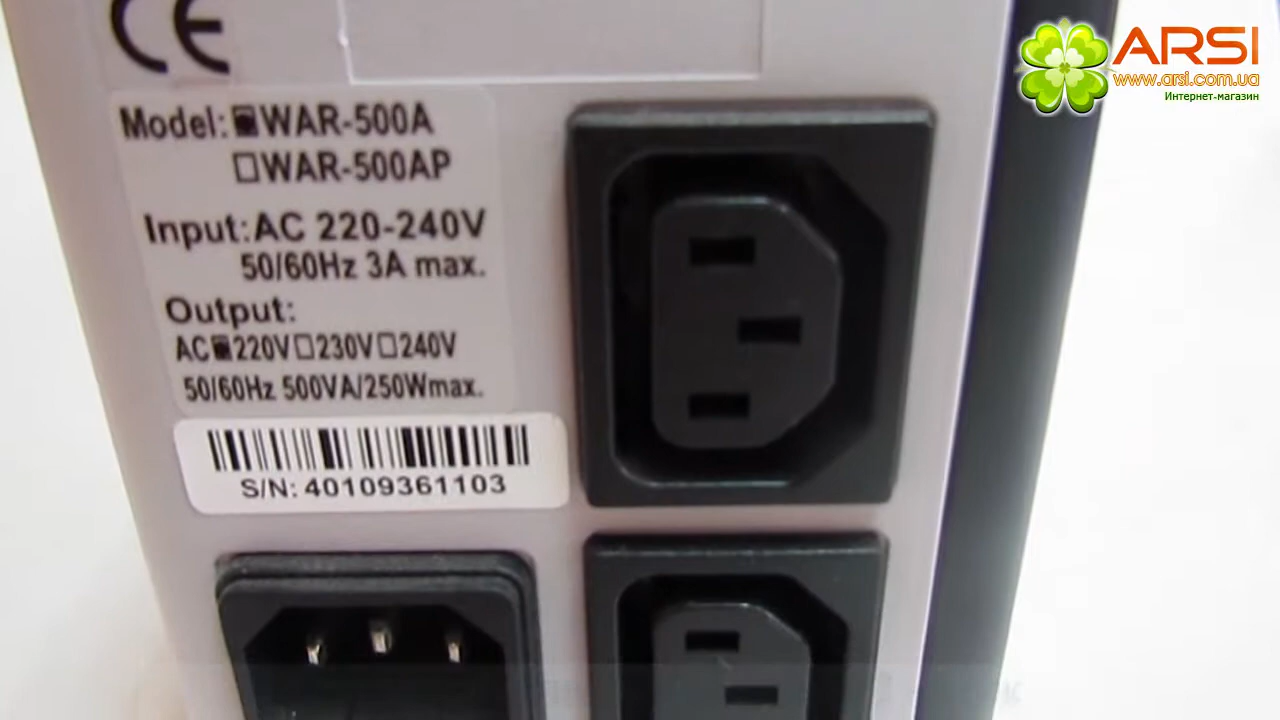 CE
ARSI
www.arsi.com.ua
Интернет-магазин
Model: WAR-500A
WAR-500AP
Input: AC 220-240V
50/60Hz 3A max.
Output:
AC 220V 230V 240V
50/60Hz 500VA/250Wmax.
S/N: 40109361103